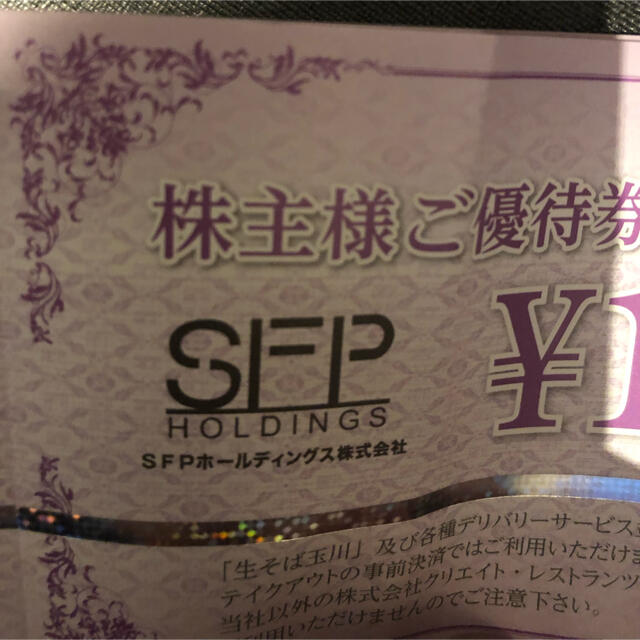 株主様ご優待券
¥1
SFP
HOLDINGS
SFPホールディングス株式会社
「生そば玉川」及び各種デリバリーサービス
テイクアウトの事前決済ではご利用いただけま
当社以外の株式会社クリエイト・レストランツ
ご利用いただけませんのでご注意下さい。